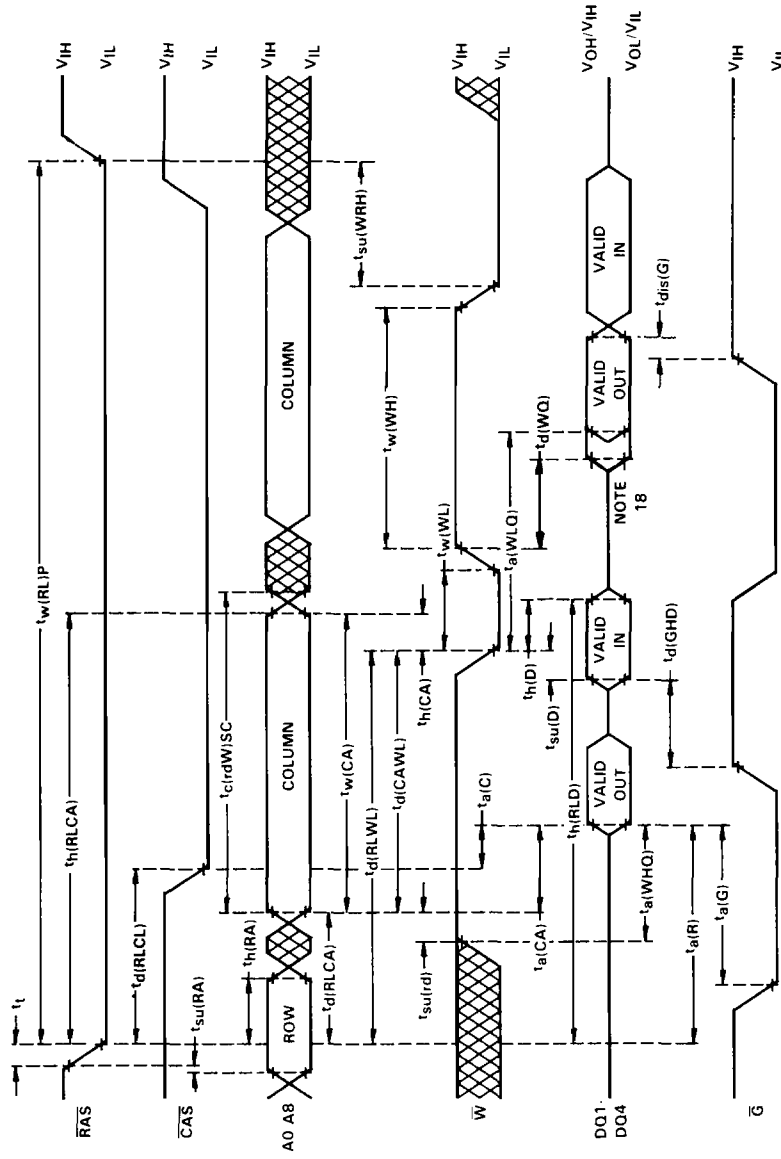 RAS
VIH
VIL
tt
tw(RL)P
th(RLCA)
CAS
VIH
VIL
td(RLCL)
tsu(RA)
tc(rdW)SC
A0 A8
ROW
COLUMN
COLUMN
VIH
VIL
th(RA)
td(RLCA)
tw(CA)
td(CAWL)
td(RLWL)
th(CA)
tsu(WRH)
W
VIH
VIL
tsu(rd)
ta(C)
tw(WL)
tw(WH)
ta(WLQ)
ta(CA)
th(D)
tsu(D)
th(RLD)
td(WQ)
DQ1
DQ4
VALID OUT
VALID IN
NOTE 18
VALID OUT
VALID IN
VOH/VIH
VOL/VIL
ta(WHQ)
td(GHD)
tdis(G)
ta(R)
ta(G)
G
VIH
VIL